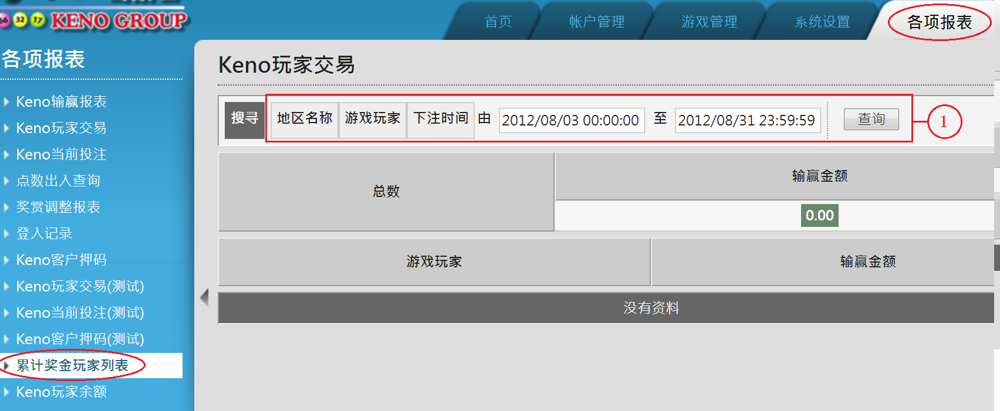 66 32 17 KENO GROUP
首页 帐户管理 游戏管理 系统设置 各项报表
各项报表
Keno输赢报表
Keno玩家交易
Keno当前投注
点数出入查询
奖赏调整报表
登入记录
Keno客户押码
Keno玩家交易(测试)
Keno当前投注(测试)
Keno客户押码(测试)
累计奖金玩家列表
Keno玩家余额
Keno玩家交易
搜寻 地区名称 游戏玩家 下注时间 由 2012/08/03 00:00:00 至 2012/08/31 23:59:59 查询 1
总数 输赢金额
0.00
游戏玩家 输赢金额
没有资料